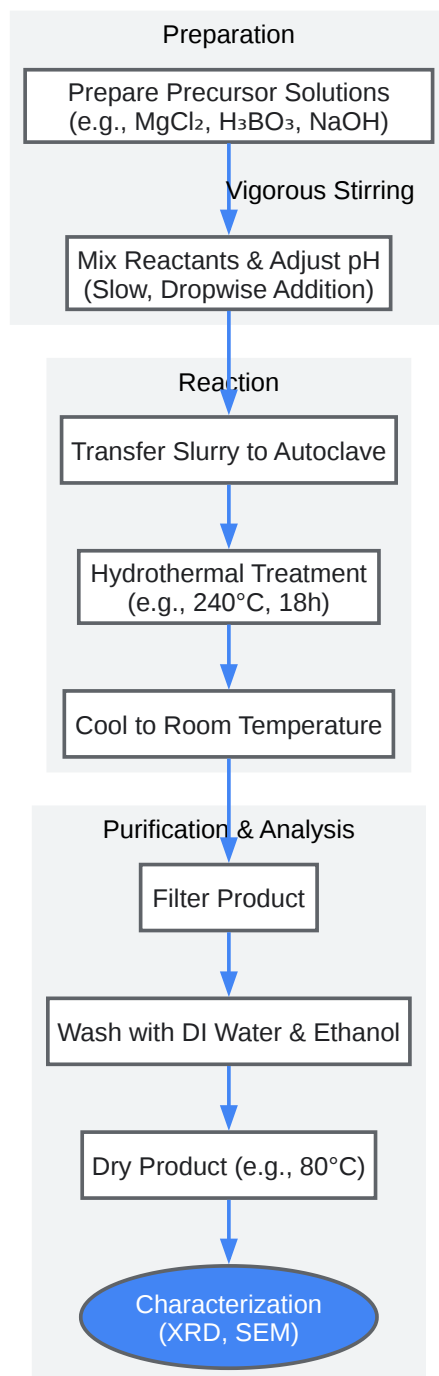 Preparation
Prepare Precursor Solutions
(e.g., MgCl₂, H₃BO₃, NaOH)
Vigorous Stirring
Mix Reactants & Adjust pH
(Slow, Dropwise Addition)
Reaction
Transfer Slurry to Autoclave
Hydrothermal Treatment
(e.g., 240°C, 18h)
Cool to Room Temperature
Purification & Analysis
Filter Product
Wash with DI Water & Ethanol
Dry Product (e.g., 80°C)
Characterization
(XRD, SEM)